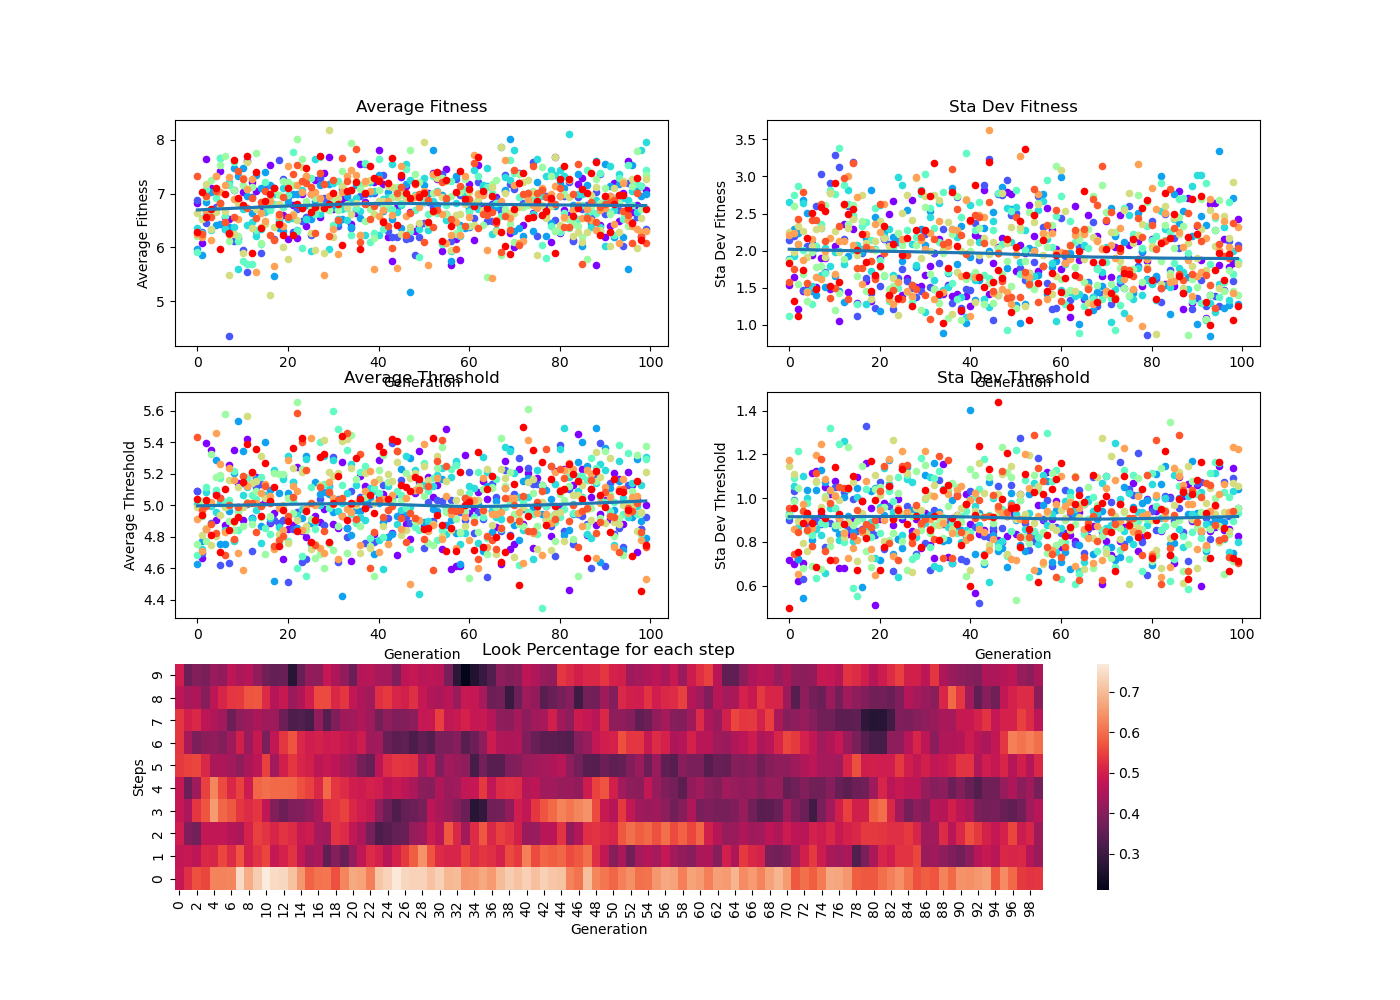 Average Fitness
Average Fitness
8
7
6
5
0 20 40 60 80 100
Generation
Sta Dev Fitness
Sta Dev Fitness
3.5
3.0
2.5
2.0
1.5
1.0
0 20 40 60 80 100
Generation
Average Threshold
Average Threshold
5.6
5.4
5.2
5.0
4.8
4.6
4.4
0 20 40 60 80 100
Generation
Sta Dev Threshold
Sta Dev Threshold
1.4
1.2
1.0
0.8
0.6
0 20 40 60 80 100
Generation
Look Percentage for each step
Steps
9
8
7
6
5
4
3
2
1
0
0 2 4 6 8 10 12 14 16 18 20 22 24 26 28 30 32 34 36 38 40 42 44 46 48 50 52 54 56 58 60 62 64 66 68 70 72 74 76 78 80 82 84 86 88 90 92 94 96 98
Generation
0.7
0.6
0.5
0.4
0.3